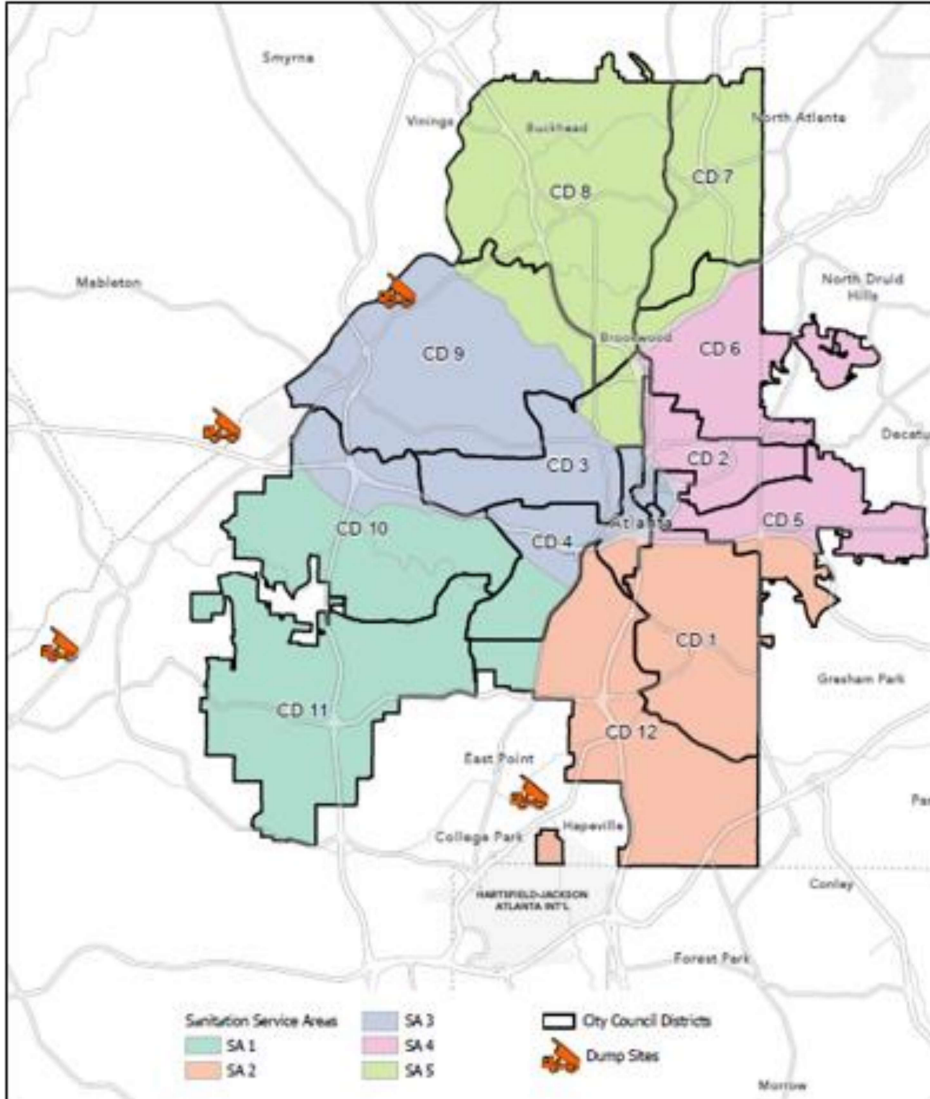 Smyrna
Vinings
Buckhead
North Atlanta
CD 8
CD 7
Mableton
North Druid
Hills
Brookwood
CD 9
CD 6
Decatu
CD 3
CD 2
CD 10
CD 4
Atlanta
CD 5
CD 1
Gresham Park
CD 11
CD 12
East Point
Pan
College Park
Hapeville
Conley
HARTSFIELD-JACKSON
ATLANTA INT'L
Forest Park
Sanitation Service Areas
SA 1
SA 2
SA 3
SA 4
SA 5
City Council Districts
Dump Sites
Morrow